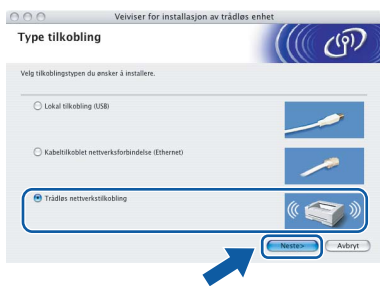 Veiviser for installasjon av trådløs enhet
Type tilkobling
Velg tilkoblingstypen du ønsker å installere.
Lokal tilkobling (USB)
Kabeltilkoblet nettverksforbindelse (Ethernet)
Trådløs nettverkstilkobling
Neste>
Avbryt